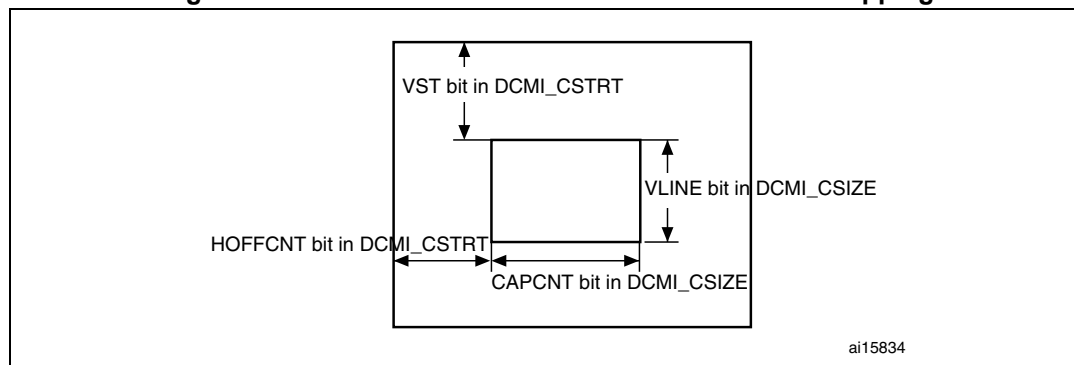 VST bit in DCMI_CSTRT
VLINE bit in DCMI_CSIZE
HOFFCNT bit in DCMI_CSTRT
CAPCNT bit in DCMI_CSIZE
ai15834